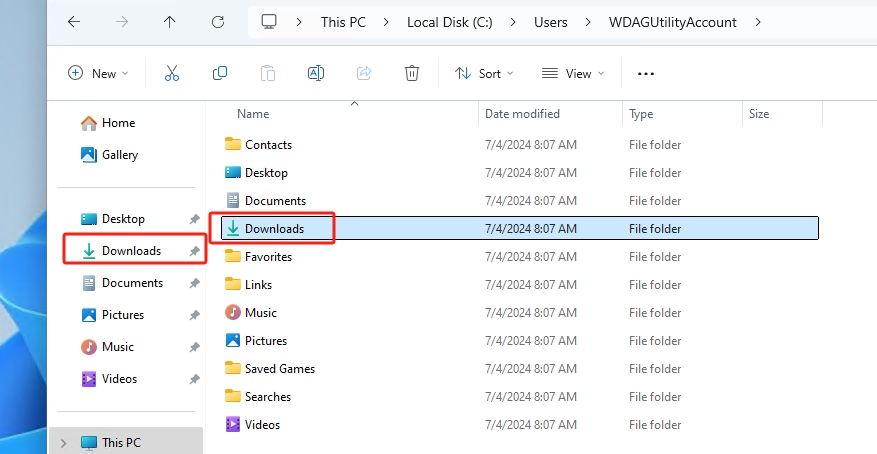 This PC > Local Disk (C:) > Users > WDAGUtilityAccount >
New Sort View ...
Name Date modified Type Size
Home
Gallery
Desktop
Downloads
Documents
Pictures
Music
Videos
This PC
Contacts 7/4/2024 8:07 AM File folder
Desktop 7/4/2024 8:07 AM File folder
Documents 7/4/2024 8:07 AM File folder
Downloads 7/4/2024 8:07 AM File folder
Favorites 7/4/2024 8:07 AM File folder
Links 7/4/2024 8:07 AM File folder
Music 7/4/2024 8:07 AM File folder
Pictures 7/4/2024 8:07 AM File folder
Saved Games 7/4/2024 8:07 AM File folder
Searches 7/4/2024 8:07 AM File folder
Videos 7/4/2024 8:07 AM File folder